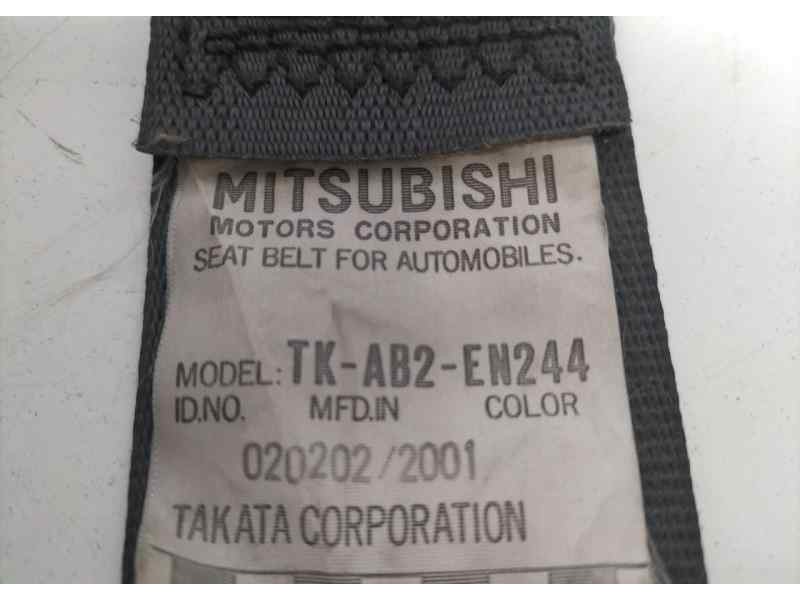 MITSUBISHI
MOTORS CORPORATION
SEAT BELT FOR AUTOMOBILES.
MODEL: TK-AB2-EN244
ID.NO. MFD.IN COLOR
020202/2001
TAKATA CORPORATION